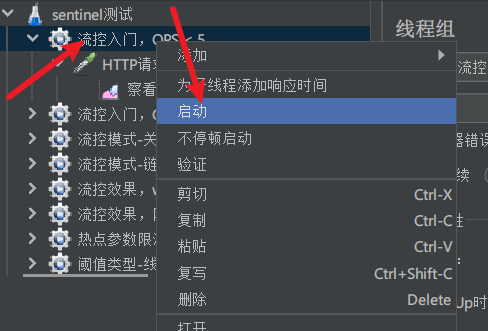 sentinel测试
流控入门，QPS < 5
线程组
HTTP请求
添加
流控
察看
为子线程添加响应时间
流控入门，
启动
流控模式-关
不停顿启动
器错误
流控模式-链
验证
续
流控效果，w
剪切 Ctrl-X
流控效果，
复制 Ctrl-C
性
热点参数限流
粘贴 Ctrl-V
阈值类型-线
复写 Ctrl+Shift-C
删除 Delete
Up时
打开